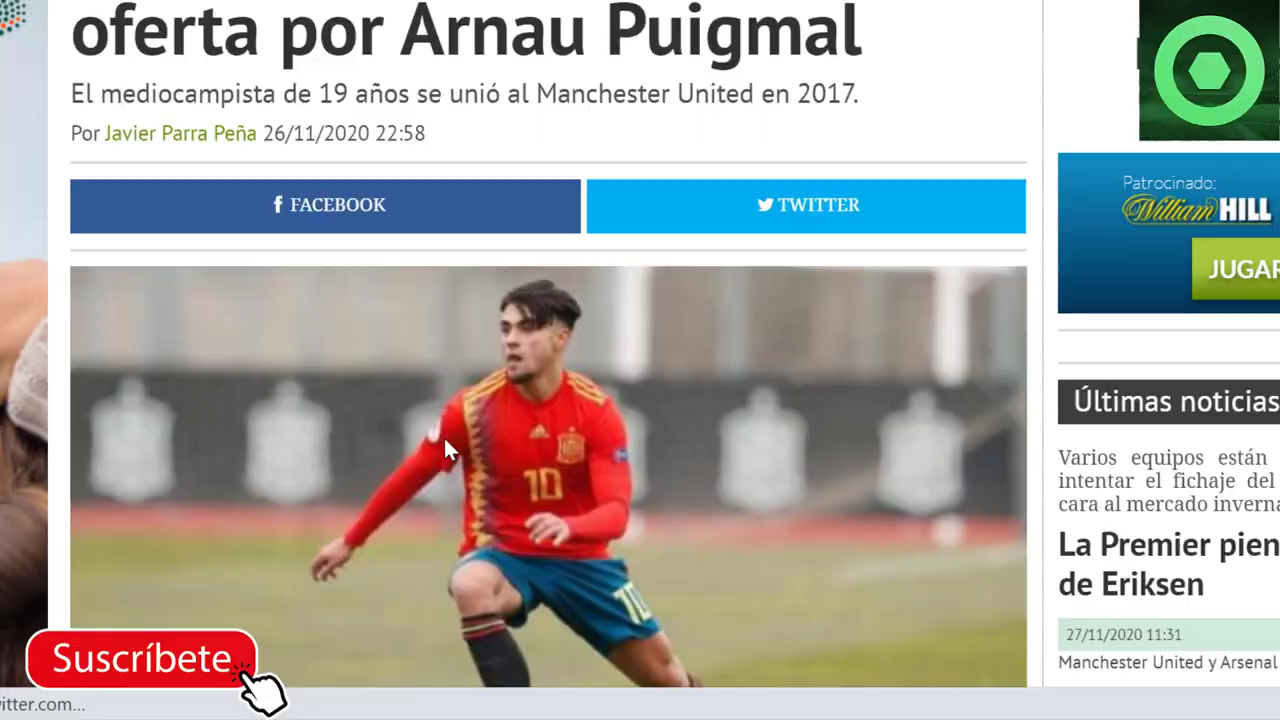 oferta por Arnau Puigmal
El mediocampista de 19 años se unió al Manchester United en 2017.
Por Javier Parra Peña 26/11/2020 22:58
FACEBOOK
TWITTER
10
10
Suscríbete
itter.com...
Patrocinado:
William HILL
JUGAR
Últimas noticias
Varios equipos están
intentar el fichaje del
cara al mercado inverna
La Premier pien
de Eriksen
27/11/2020 11:31
Manchester United y Arsenal